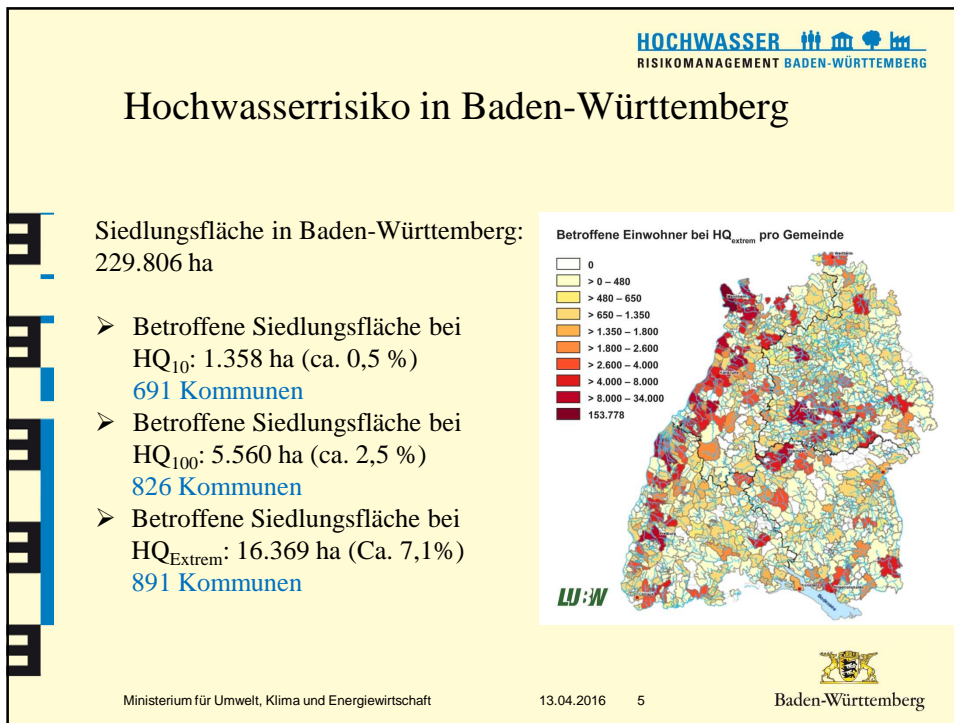 HOCHWASSER
RISIKOMANAGEMENT BADEN-WÜRTTEMBERG
Hochwasserrisiko in Baden-Württemberg
Siedlungsfläche in Baden-Württemberg:
229.806 ha
➢ Betroffene Siedlungsfläche bei
HQ10: 1.358 ha (ca. 0,5 %)
691 Kommunen
➢ Betroffene Siedlungsfläche bei
HQ100: 5.560 ha (ca. 2,5 %)
826 Kommunen
➢ Betroffene Siedlungsfläche bei
HQExtrem: 16.369 ha (Ca. 7,1%)
891 Kommunen
Betroffene Einwohner bei HQextrem pro Gemeinde
0
> 0 – 480
> 480 – 650
> 650 – 1.350
> 1.350 – 1.800
> 1.800 – 2.600
> 2.600 – 4.000
> 4.000 – 8.000
> 8.000 – 34.000
153.778
LUBW
Ministerium für Umwelt, Klima und Energiewirtschaft
13.04.2016
5
Baden-Württemberg